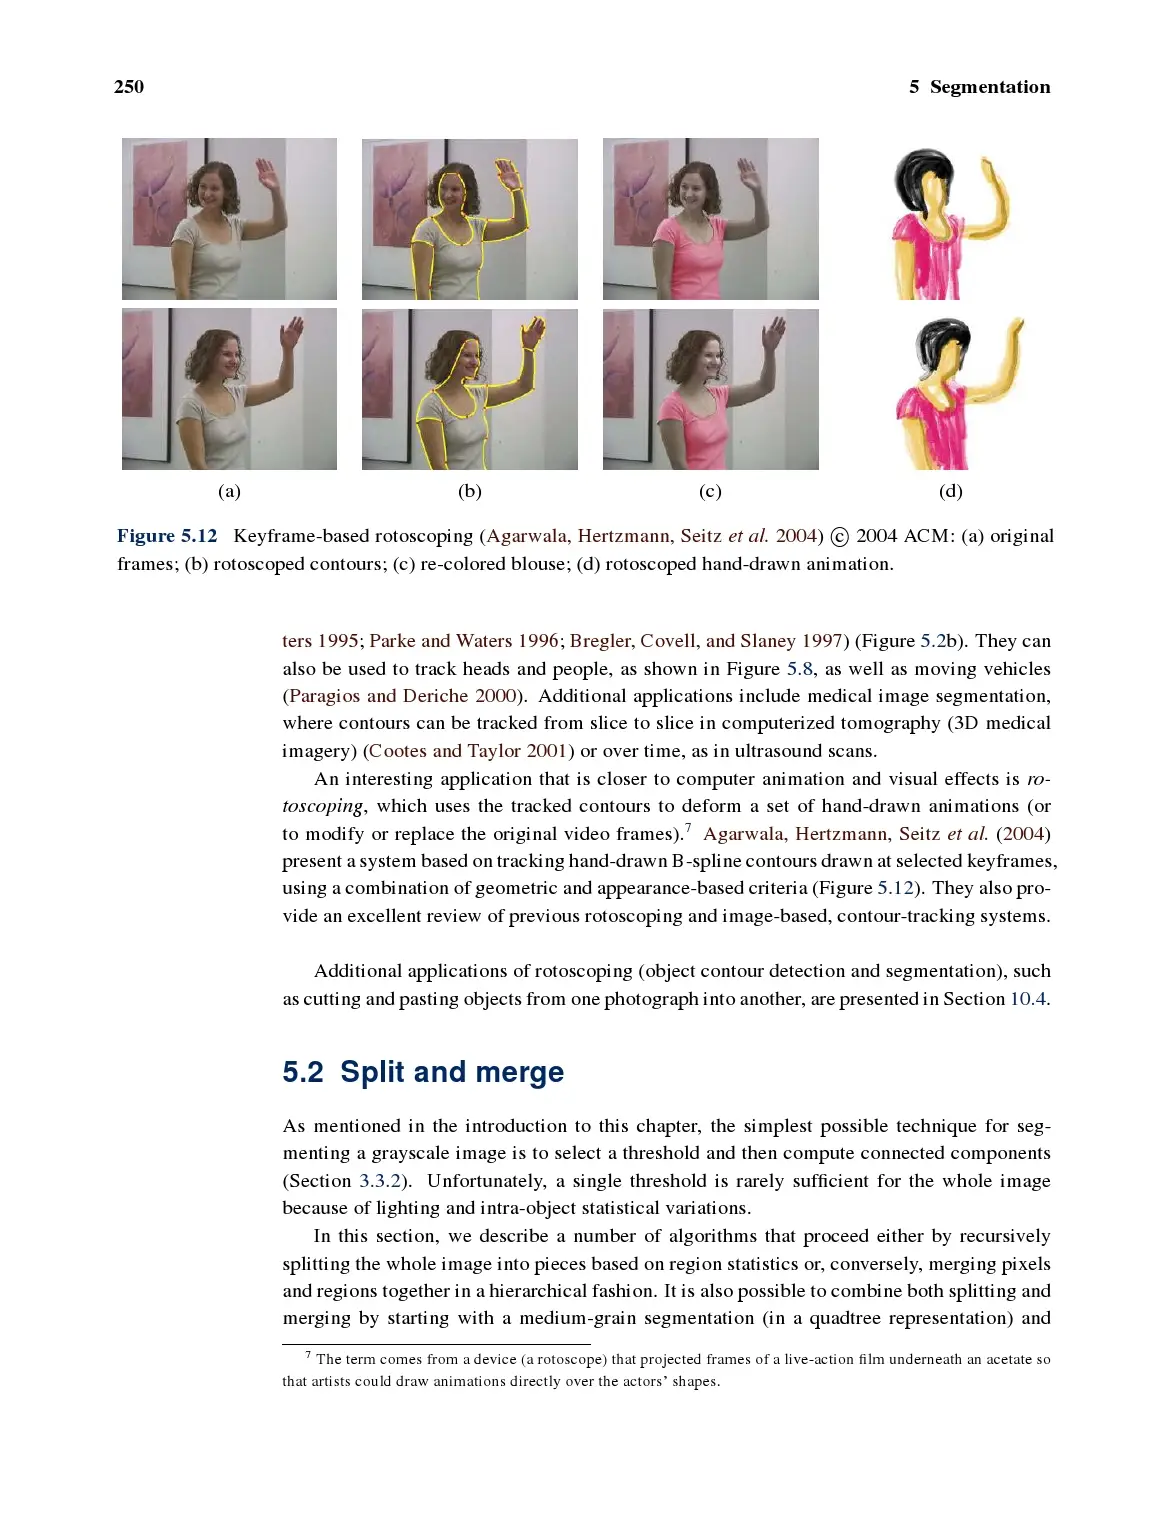 250
5 Segmentation
(a)
(b)
(c)
(d)
Figure 5.12 Keyframe-based rotoscoping (Agarwala, Hertzmann, Seitz et al. 2004) © 2004 ACM: (a) original
frames; (b) rotoscoped contours; (c) re-colored blouse; (d) rotoscoped hand-drawn animation.
ters 1995; Parke and Waters 1996; Bregler, Covell, and Slaney 1997) (Figure 5.2b). They can
also be used to track heads and people, as shown in Figure 5.8, as well as moving vehicles
(Paragios and Deriche 2000). Additional applications include medical image segmentation,
where contours can be tracked from slice to slice in computerized tomography (3D medical
imagery) (Cootes and Taylor 2001) or over time, as in ultrasound scans.
An interesting application that is closer to computer animation and visual effects is ro-
toscoping, which uses the tracked contours to deform a set of hand-drawn animations (or
to modify or replace the original video frames).7 Agarwala, Hertzmann, Seitz et al. (2004)
present a system based on tracking hand-drawn B-spline contours drawn at selected keyframes,
using a combination of geometric and appearance-based criteria (Figure 5.12). They also pro-
vide an excellent review of previous rotoscoping and image-based, contour-tracking systems.
Additional applications of rotoscoping (object contour detection and segmentation), such
as cutting and pasting objects from one photograph into another, are presented in Section 10.4.
5.2 Split and merge
As mentioned in the introduction to this chapter, the simplest possible technique for seg-
menting a grayscale image is to select a threshold and then compute connected components
(Section 3.3.2). Unfortunately, a single threshold is rarely sufficient for the whole image
because of lighting and intra-object statistical variations.
In this section, we describe a number of algorithms that proceed either by recursively
splitting the whole image into pieces based on region statistics or, conversely, merging pixels
and regions together in a hierarchical fashion. It is also possible to combine both splitting and
merging by starting with a medium-grain segmentation (in a quadtree representation) and
7 The term comes from a device (a rotoscope) that projected frames of a live-action film underneath an acetate so
that artists could draw animations directly over the actors' shapes.